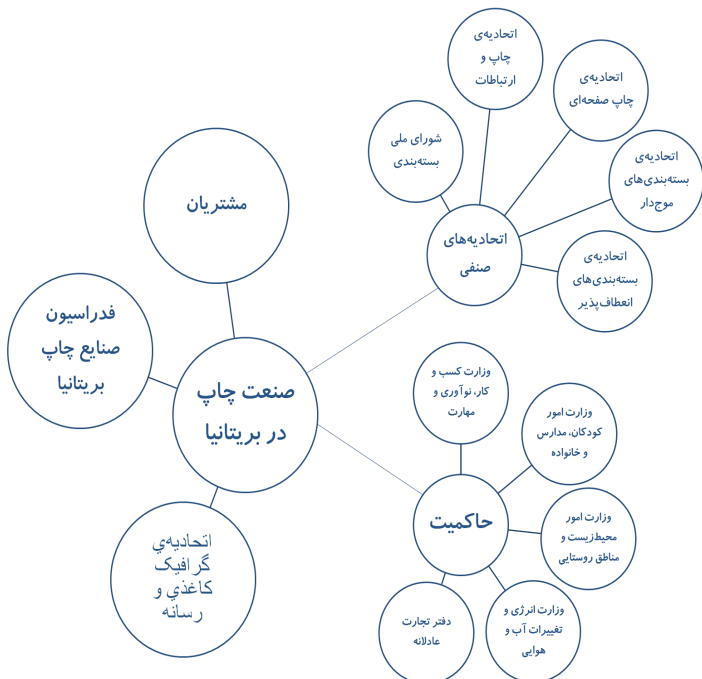 اتحادیه‌ی
چاپ و
ارتباطات
اتحادیه‌ی
چاپ صفحه‌ای
شورای ملی
بسته‌بندی
اتحادیه‌ی
بسته‌بندی‌های
موج‌دار
مشتریان
اتحادیه‌های
صنفی
اتحادیه‌ی
بسته‌بندی‌های
انعطاف‌پذیر
فدراسیون
صنایع چاپ
بریتانیا
صنعت چاپ
در بریتانیا
وزارت کسب و
کار، نوآوری و
مهارت
وزارت امور
کودکان، مدارس
و خانواده
حاکمیت
وزارت امور
محیط‌زیست و
مناطق روستایی
اتحاديه‌ي
گرافيک
کاغذي و
رسانه
دفتر تجارت
عادلانه
وزارت انرژی و
تغییرات آب و
هوایی